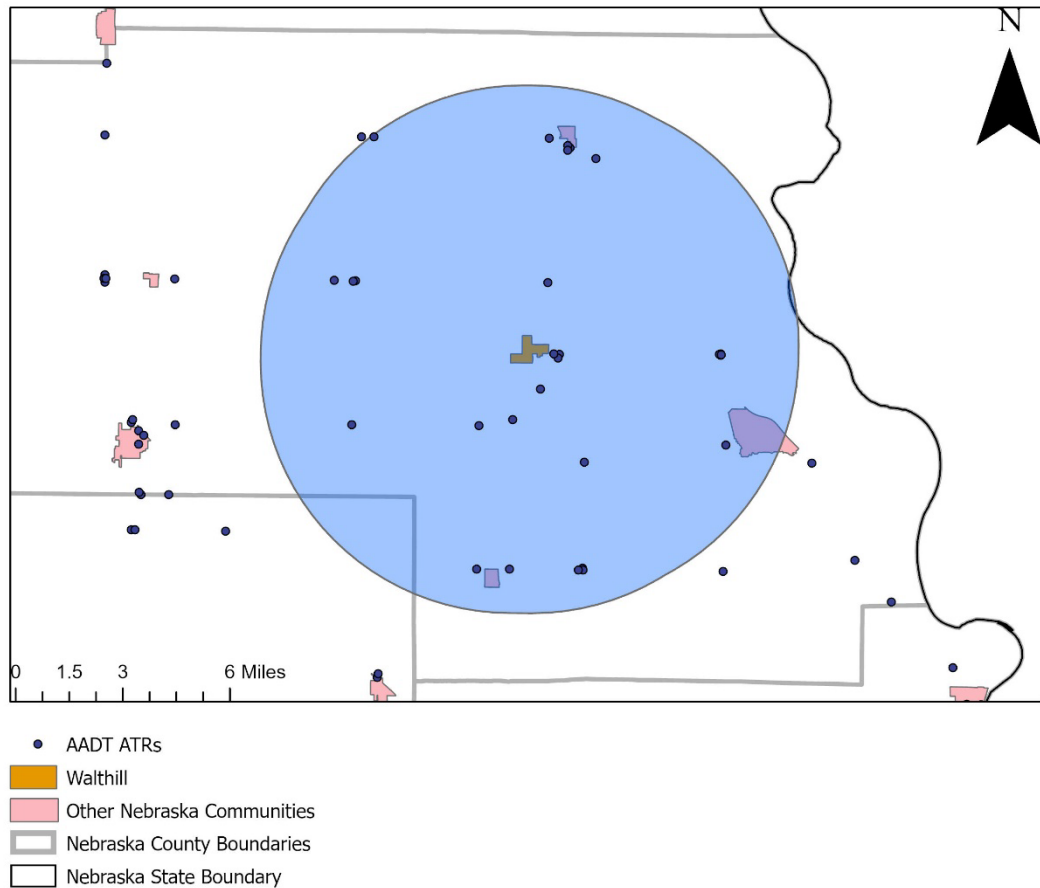 N
0 1.5 3 6 Miles
AADT ATRs
Walthill
Other Nebraska Communities
Nebraska County Boundaries
Nebraska State Boundary